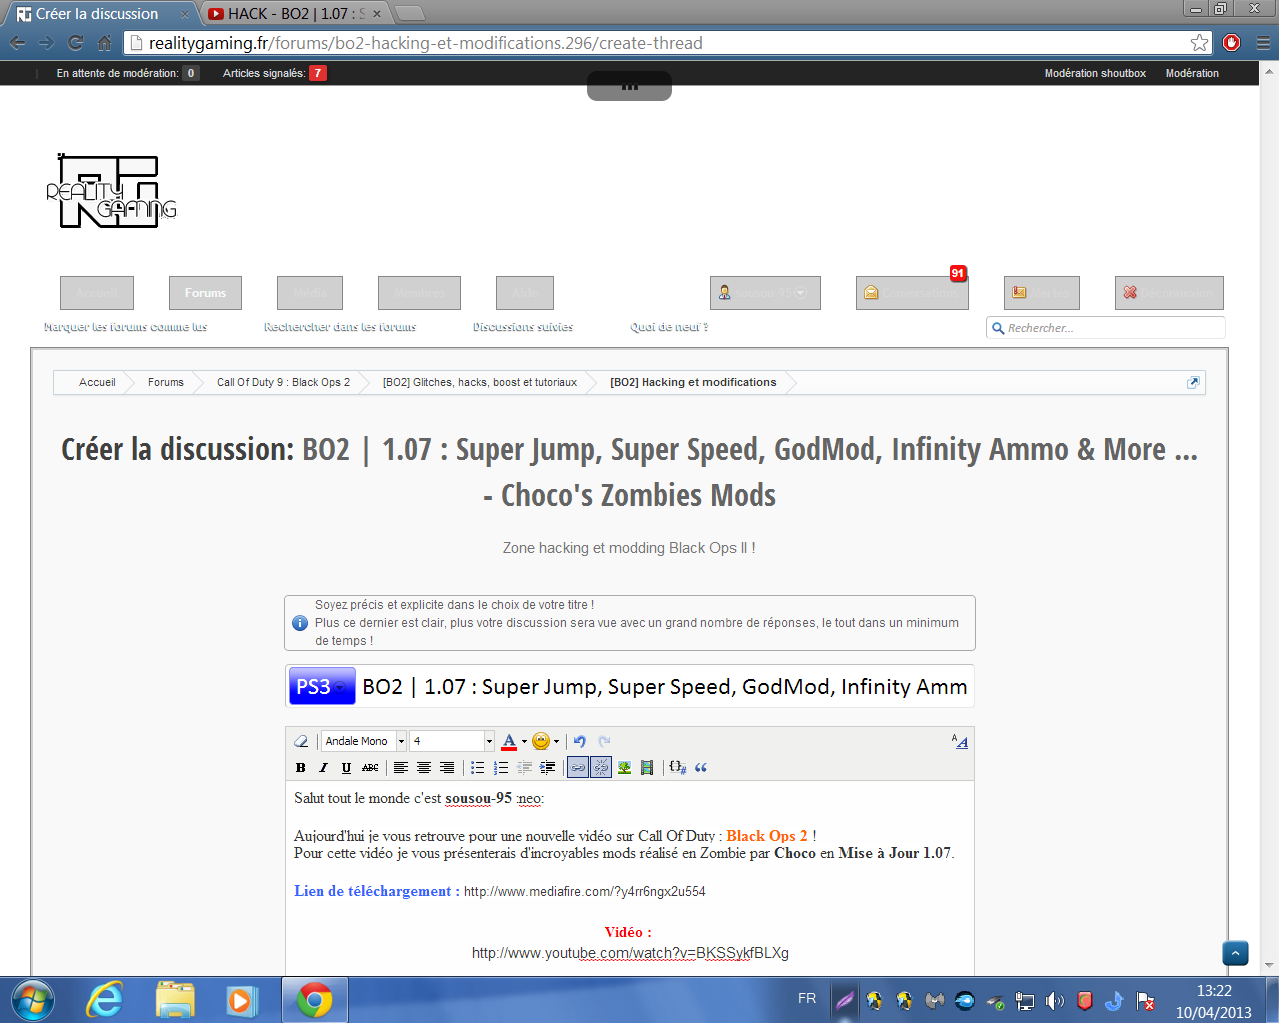 Créer la discussion
HACK - BO2 | 1.07 : S
realitygaming.fr/forums/bo2-hacking-et-modifications.296/create-thread
En attente de modération: 0 Articles signalés: 7 Modération shoutbox Modération
REALITY
GAMING
91
Accueil Forums Média Membres Aide sousou-95 Conversations Alertes Déconnexion
Marquer les forums comme lus Rechercher dans les forums Discussions suivies Quoi de neuf ? Rechercher...
Accueil Forums Call Of Duty 9 : Black Ops 2 [BO2] Glitches, hacks, boost et tutoriaux [BO2] Hacking et modifications
Créer la discussion: BO2 | 1.07 : Super Jump, Super Speed, GodMod, Infinity Ammo & More ...
- Choco's Zombies Mods
Zone hacking et modding Black Ops II !
Soyez précis et explicite dans le choix de votre titre !
Plus ce dernier est clair, plus votre discussion sera vue avec un grand nombre de réponses, le tout dans un minimum
de temps !
PS3 BO2 | 1.07 : Super Jump, Super Speed, GodMod, Infinity Amm
Andale Mono 4 A A A
B I U ABC {}#
Salut tout le monde c'est sousou-95 :neo:
Aujourd'hui je vous retrouve pour une nouvelle vidéo sur Call Of Duty : Black Ops 2 !
Pour cette vidéo je vous présenterais d'incroyables mods réalisé en Zombie par Choco en Mise à Jour 1.07.
Lien de téléchargement : http://www.mediafire.com/?y4rr6ngx2u554
Vidéo :
http://www.youtube.com/watch?v=BKSSykfBLXg
FR 13:22
10/04/2013